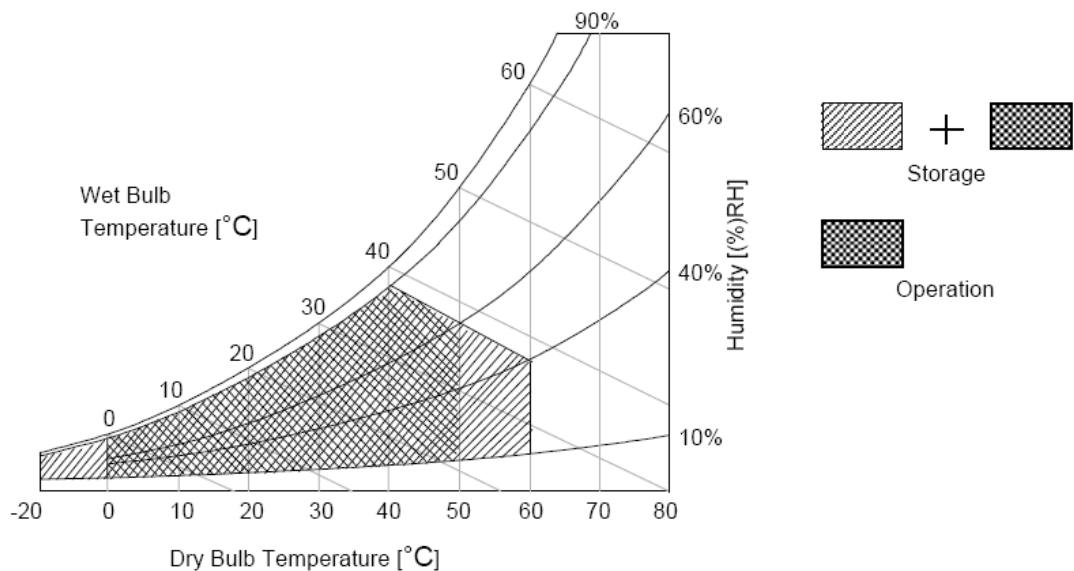 90%
60
60%
50
Wet Bulb
Temperature [°C]
40
40%
30
20
10
0
10%
Humidity [(%)RH]
-20 0 10 20 30 40 50 60 70 80
Dry Bulb Temperature [°C]
+
Storage
Operation